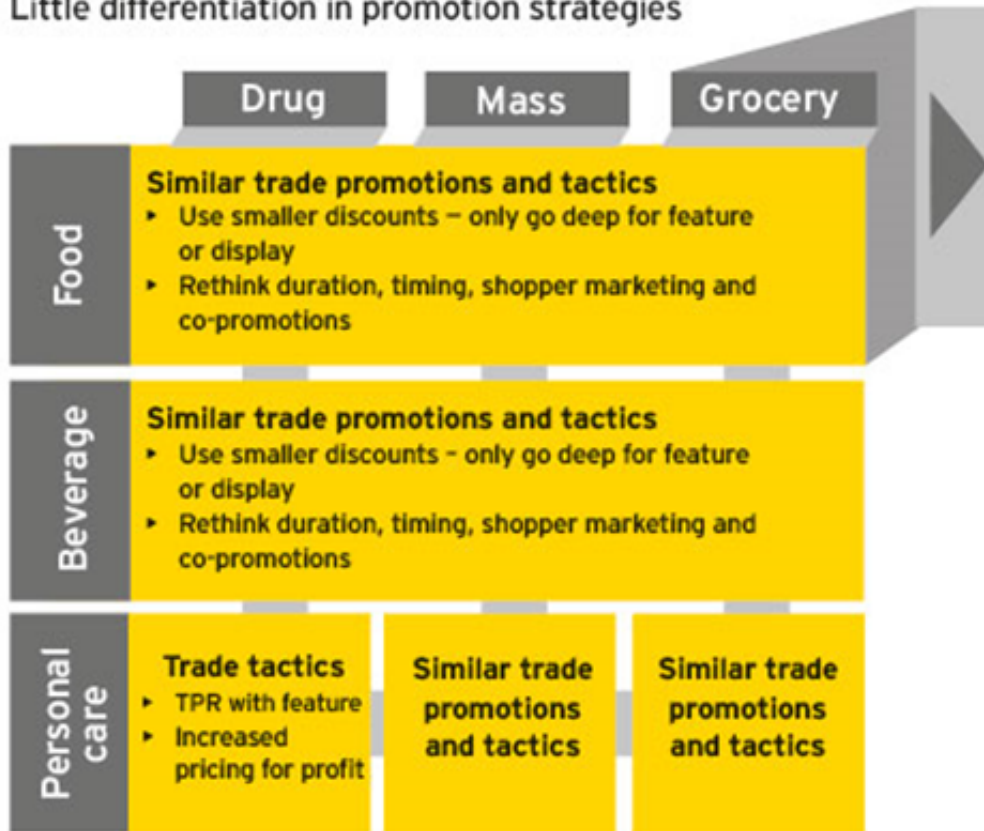 Little differentiation in promotion strategies
Drug
Mass
Grocery
Food
Similar trade promotions and tactics
▸ Use smaller discounts – only go deep for feature
or display
▸ Rethink duration, timing, shopper marketing and
co-promotions
Beverage
Similar trade promotions and tactics
▸ Use smaller discounts – only go deep for feature
or display
▸ Rethink duration, timing, shopper marketing and
co-promotions
Personal
care
Trade tactics
▸ TPR with feature
▸ Increased
pricing for profit
Similar trade
promotions
and tactics
Similar trade
promotions
and tactics